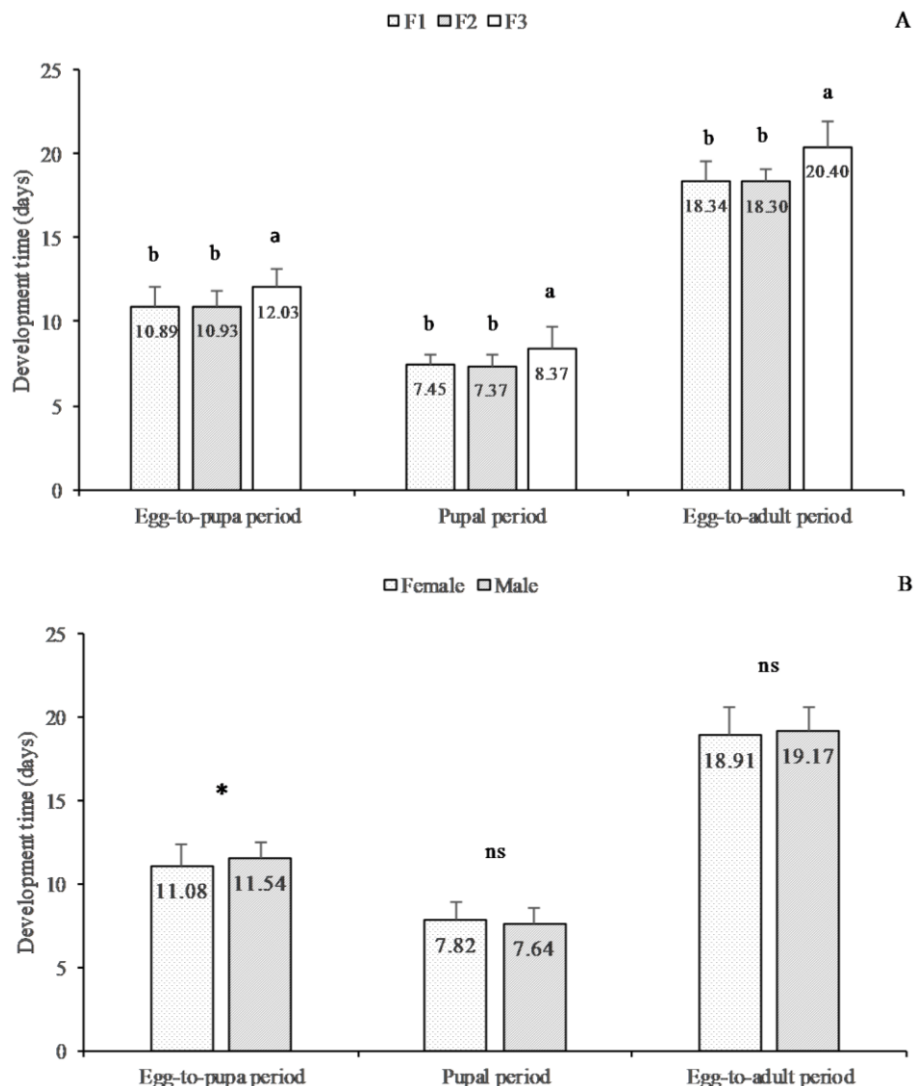 F1 F2 F3
A
25
20
15
10
5
0
Development time (days)
b b a
10.89 10.93 12.03
b b a
7.45 7.37 8.37
b b a
18.34 18.30 20.40
Egg-to-pupa period Pupal period Egg-to-adult period
Female Male
B
25
20
15
10
5
0
Development time (days)
*
11.08 11.54
ns
7.82 7.64
ns
18.91 19.17
Egg-to-pupa period Pupal period Egg-to-adult period